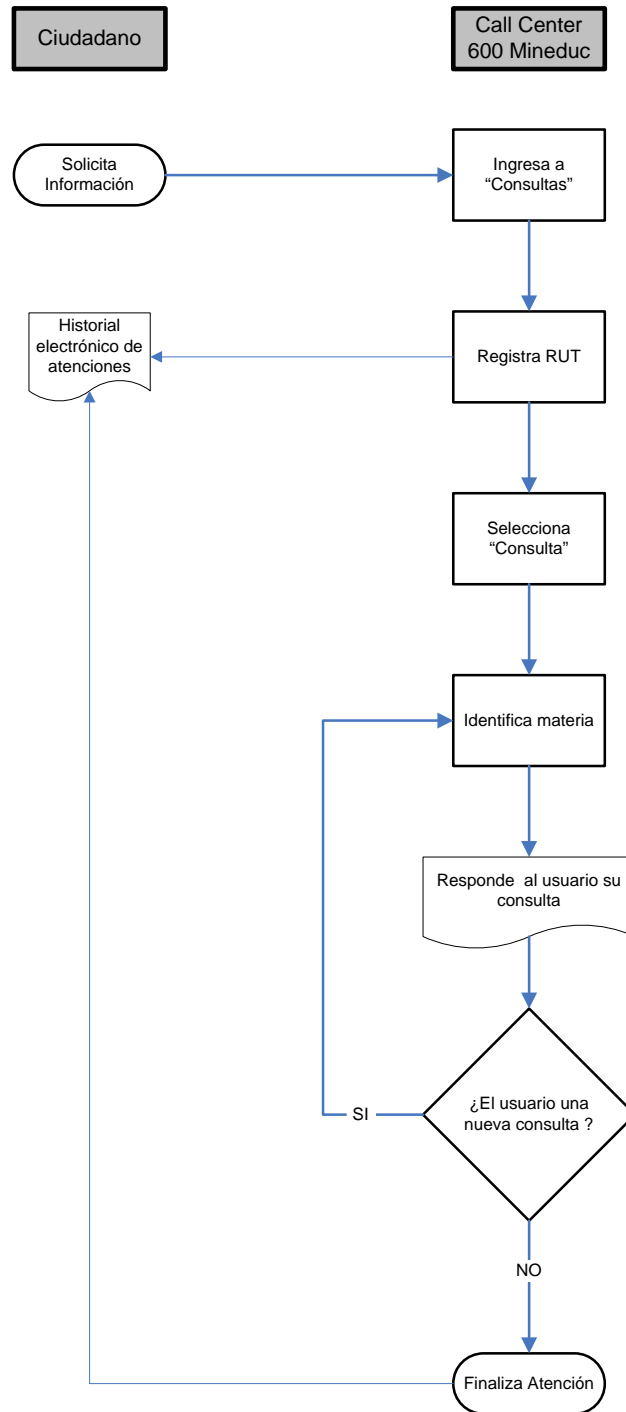 Ciudadano
Call Center
600 Mineduc
Solicita
Información
Ingresa a
“Consultas”
Historial
electrónico de
atenciones
Registra RUT
Selecciona
“Consulta”
Identifica materia
Responde al usuario su
consulta
¿El usuario una
nueva consulta ?
SI
NO
Finaliza Atención